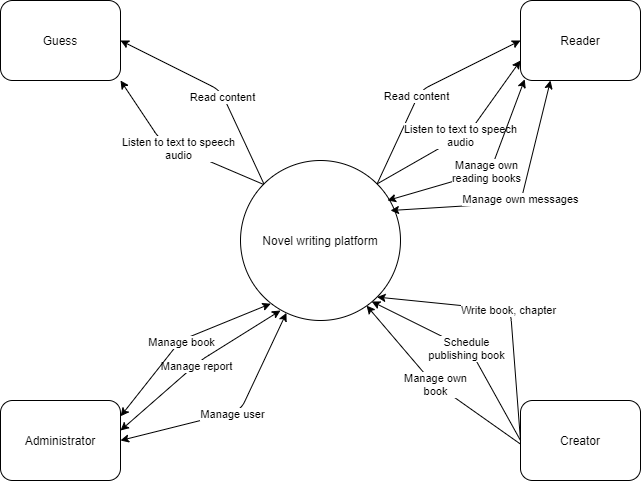 Guess
Reader
Read content
Read content
Listen to text to speech
audio
Listen to text to speech
audio
Manage own
reading books
Manage own messages
Novel writing platform
Write book, chapter
Manage book
Schedule
publishing book
Manage report
Manage own
book
Manage user
Administrator
Creator